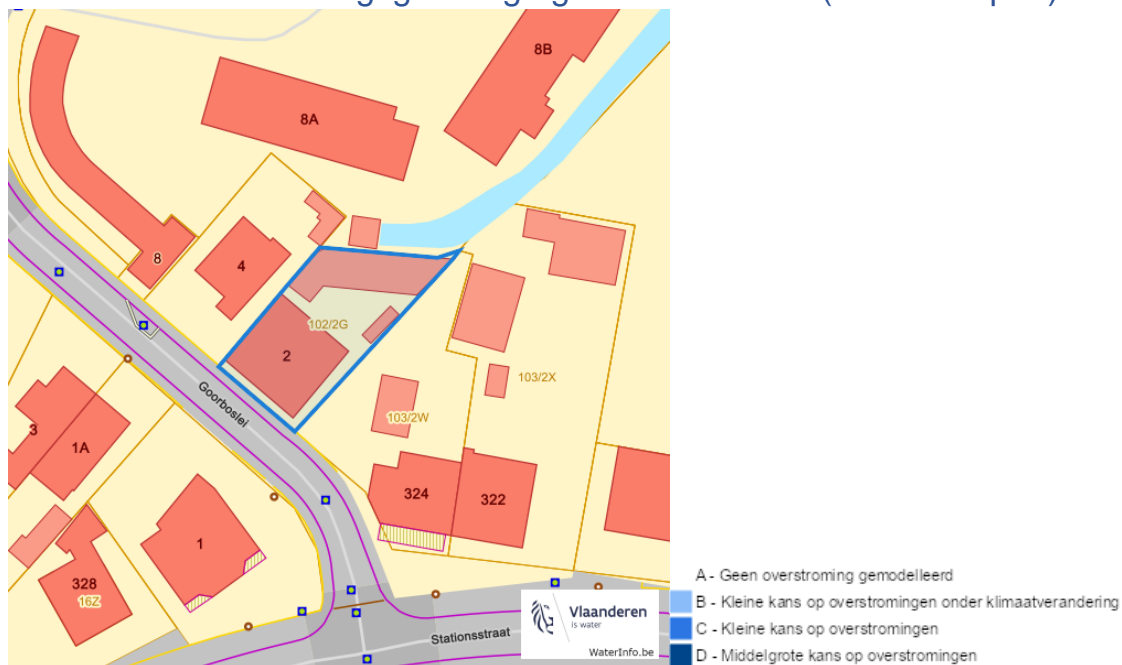 8B
8A
8
4
102/2G
2
103/2X
103/2W
Goorboslei
3
1A
1
324
322
328
16Z
Stationsstraat
Vlaanderen
is water
WaterInfo.be
A - Geen overstroming gemodelleerd
B - Kleine kans op overstromingen onder klimaatverandering
C - Kleine kans op overstromingen
D - Middelgrote kans op overstromingen